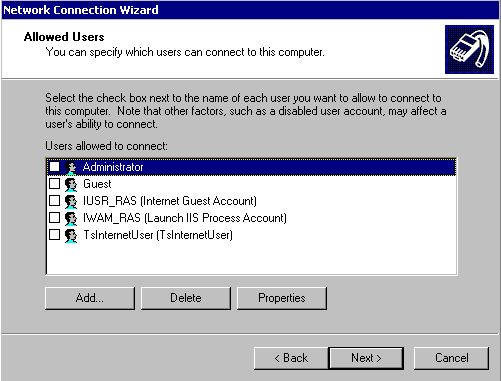 Network Connection Wizard
Allowed Users
You can specify which users can connect to this computer.
Select the check box next to the name of each user you want to allow to connect to
this computer.  Note that other factors, such as a disabled user account, may affect a
user's ability to connect.
Users allowed to connect:
Administrator
Guest
IUSR_RAS (Internet Guest Account)
IWAM_RAS (Launch IIS Process Account)
TsInternetUser (TsInternetUser)
Add...
Delete
Properties
< Back
Next >
Cancel